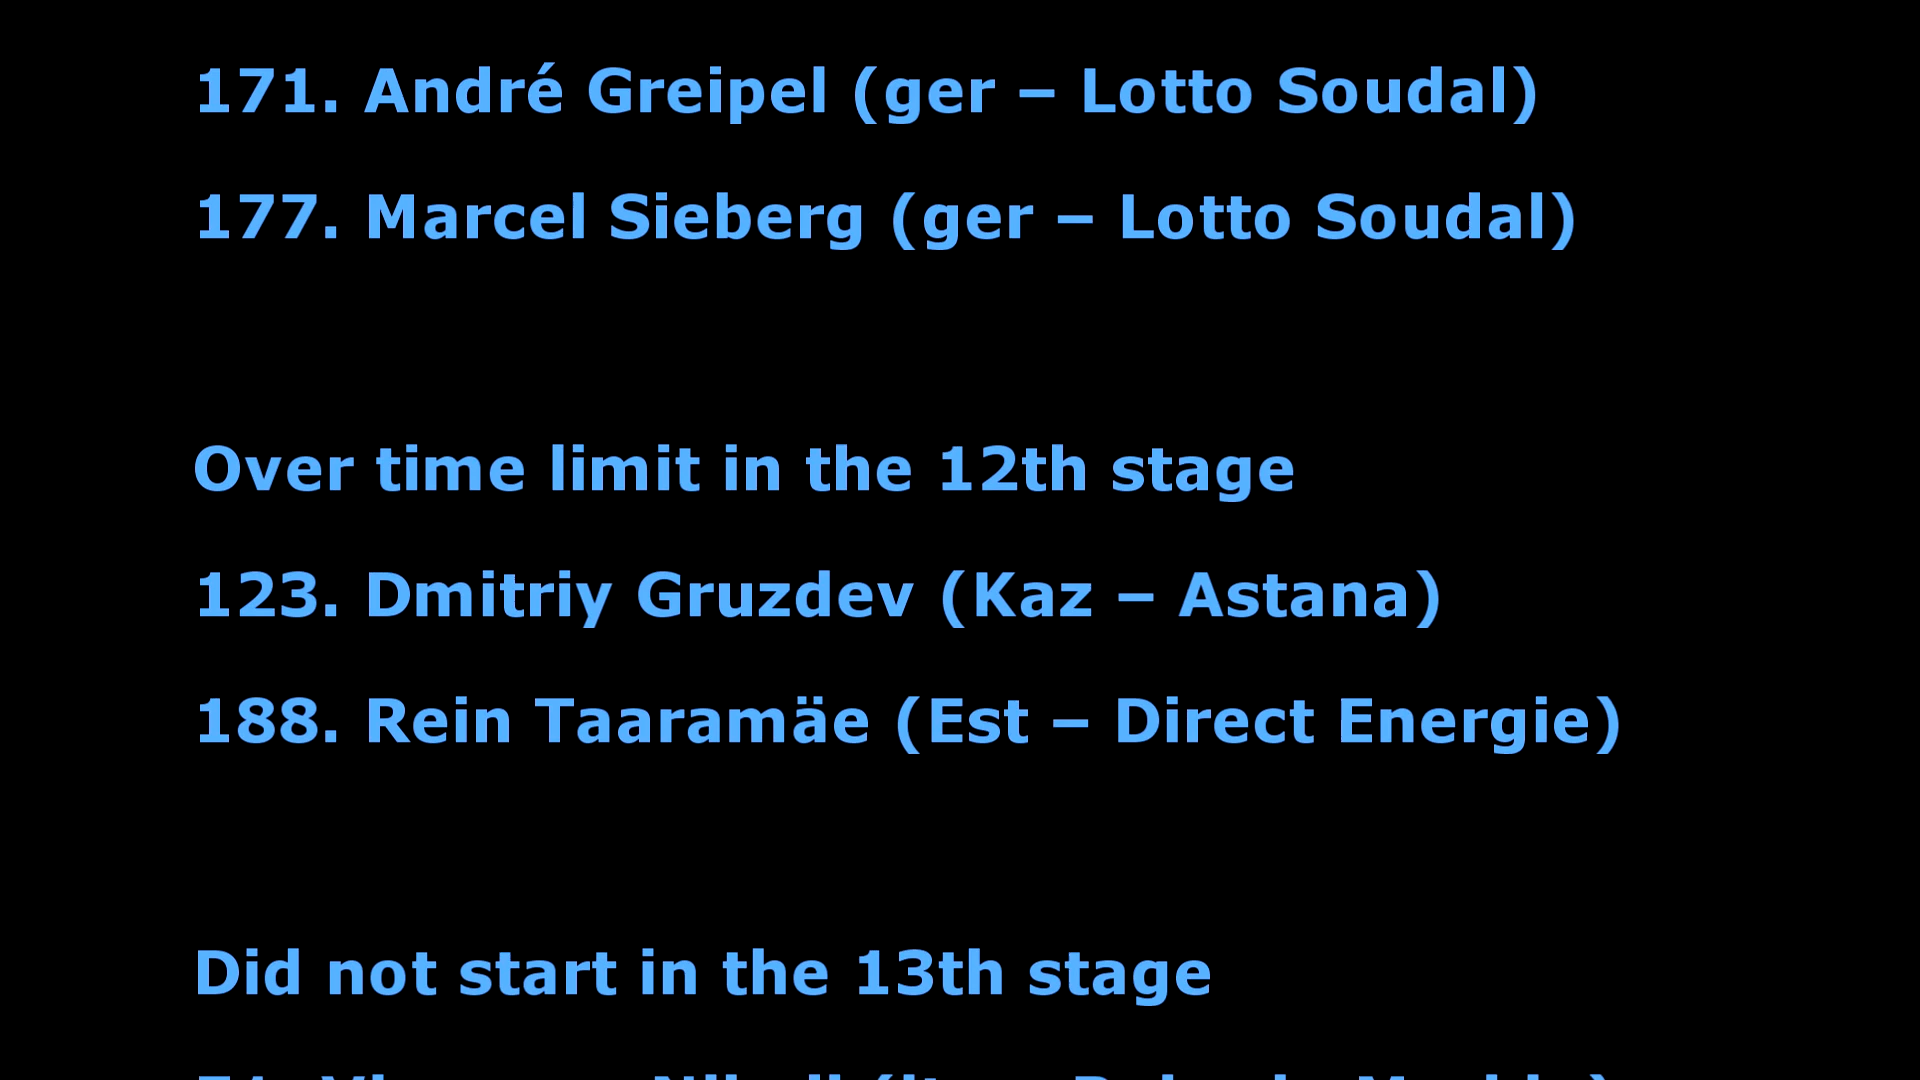 171. André Greipel (ger – Lotto Soudal)
177. Marcel Sieberg (ger – Lotto Soudal)
Over time limit in the 12th stage
123. Dmitriy Gruzdev (Kaz – Astana)
188. Rein Taaramäe (Est – Direct Energie)
Did not start in the 13th stage